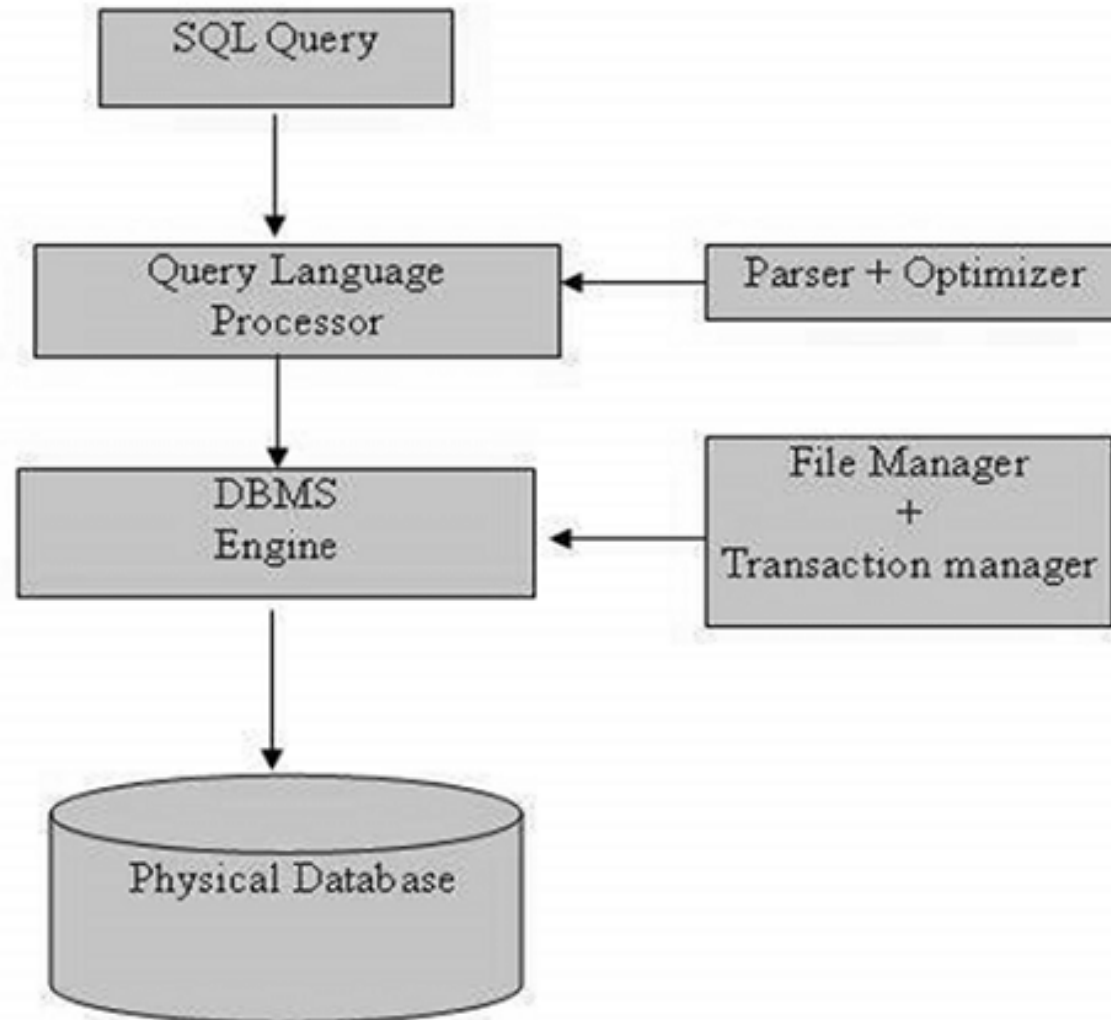 SQL Query
Query Language
Processor
Parser + Optimizer
DBMS
Engine
File Manager
+
Transaction manager
Physical Database